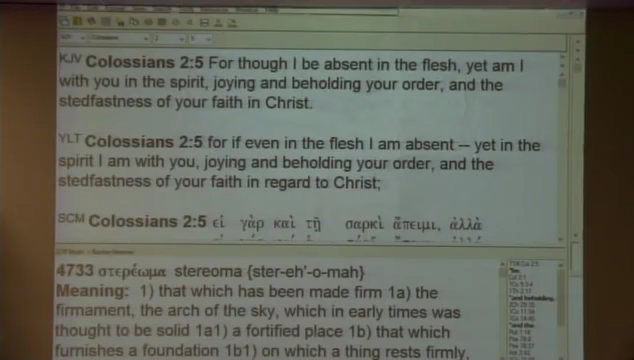 KJV Colossians 2:5 For though I be absent in the flesh, yet am I
with you in the spirit, joying and beholding your order, and the
stedfastness of your faith in Christ.
YLT Colossians 2:5 for if even in the flesh I am absent -- yet in the
spirit I am with you, joying and beholding your order, and the
stedfastness of your faith in regard to Christ;
SCM Colossians 2:5 εἰ γὰρ καὶ τῇ σαρκὶ ἄπειμι, ἀλλὰ
4733 στερέωμα stereoma {ster-eh'-o-mah}
Meaning: 1) that which has been made firm 1a) the
firmament, the arch of the sky, which in early times was
thought to be solid 1a1) a fortified place 1b) that which
furnishes a foundation 1b1) on which a thing rests firmly,